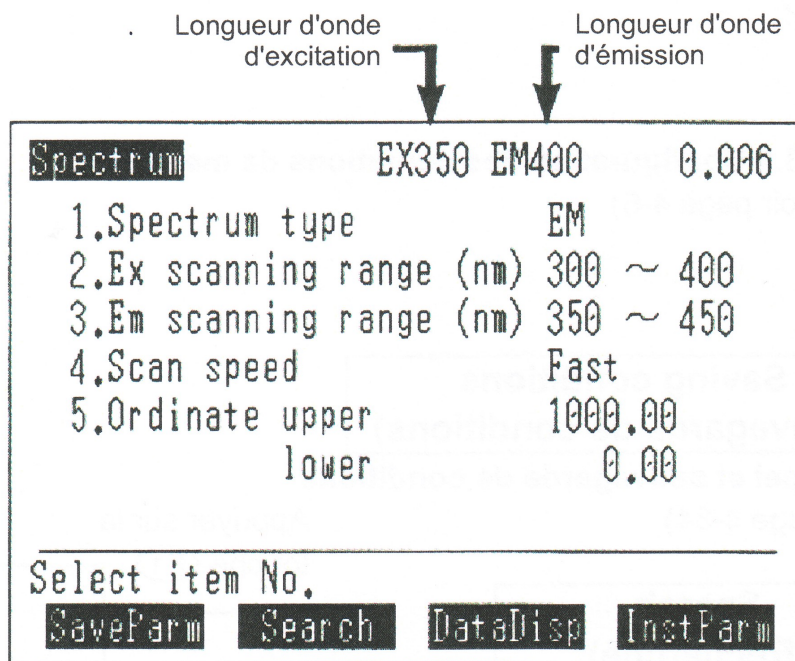 Longueur d'onde d'excitation
Longueur d'onde d'émission
Spectrum EX350 EM400 0.006
1.Spectrum type EM
2.Ex scanning range (nm) 300 ~ 400
3.Em scanning range (nm) 350 ~ 450
4.Scan speed Fast
5.Ordinate upper 1000.00
lower 0.00
Select item No.
SaveParm Search DataDisp InstParm